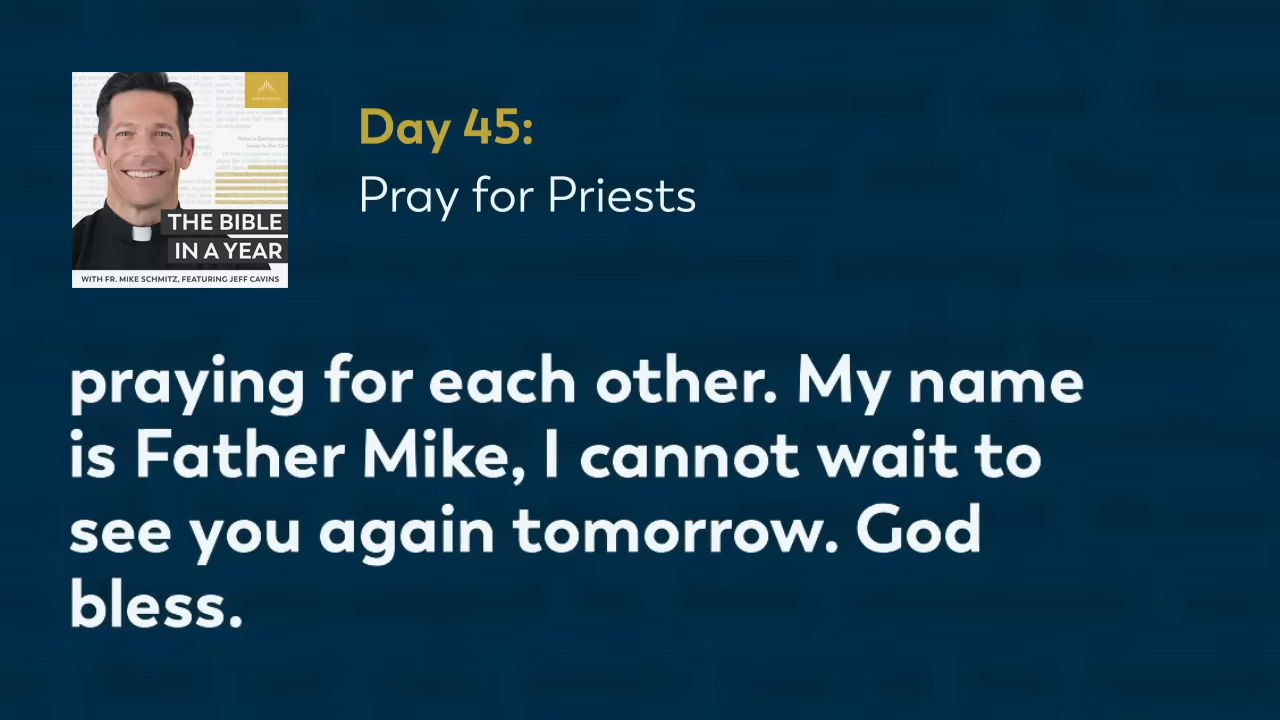 Day 45:
Pray for Priests
THE BIBLE
IN A YEAR
WITH FR. MIKE SCHMITZ, FEATURING JEFF CAVINS
praying for each other. My name
is Father Mike, I cannot wait to
see you again tomorrow. God
bless.